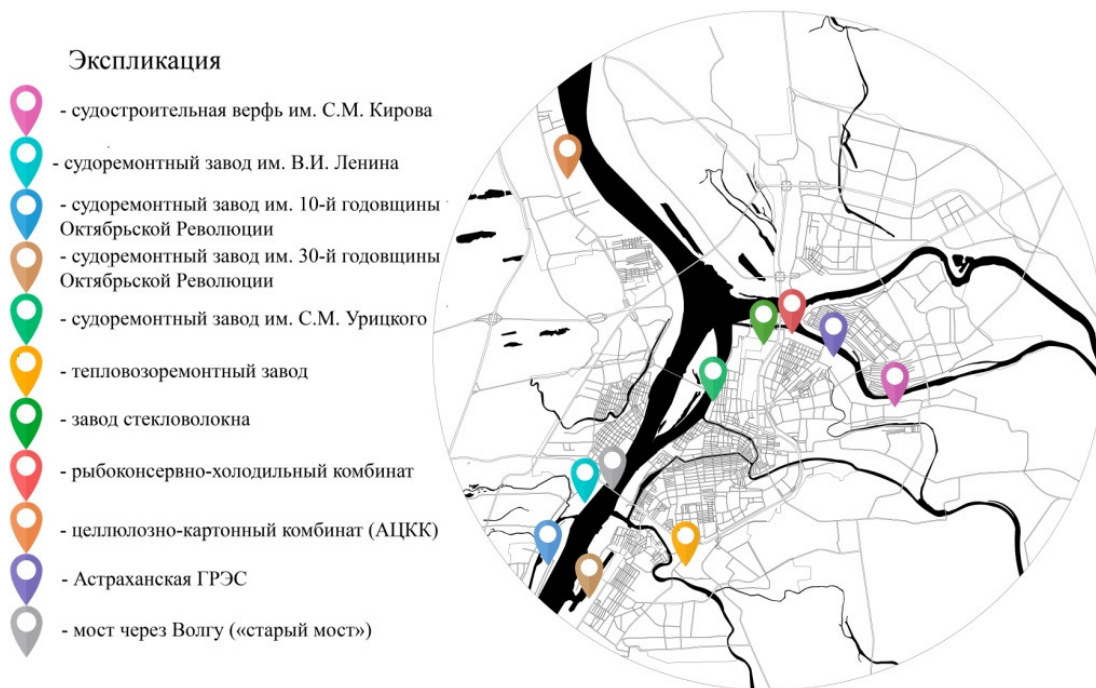 Экспликация
- судостроительная верфь им. С.М. Кирова
- судоремонтный завод им. В.И. Ленина
- судоремонтный завод им. 10-й годовщины
Октябрьской Революции
- судоремонтный завод им. 30-й годовщины
Октябрьской Революции
- судоремонтный завод им. С.М. Урицкого
- тепловозоремонтный завод
- завод стекловолокна
- рыбоконсервно-холодильный комбинат
- целлюлозно-картонный комбинат (АЦКК)
- Астраханская ГРЭС
- мост через Волгу («старый мост»)